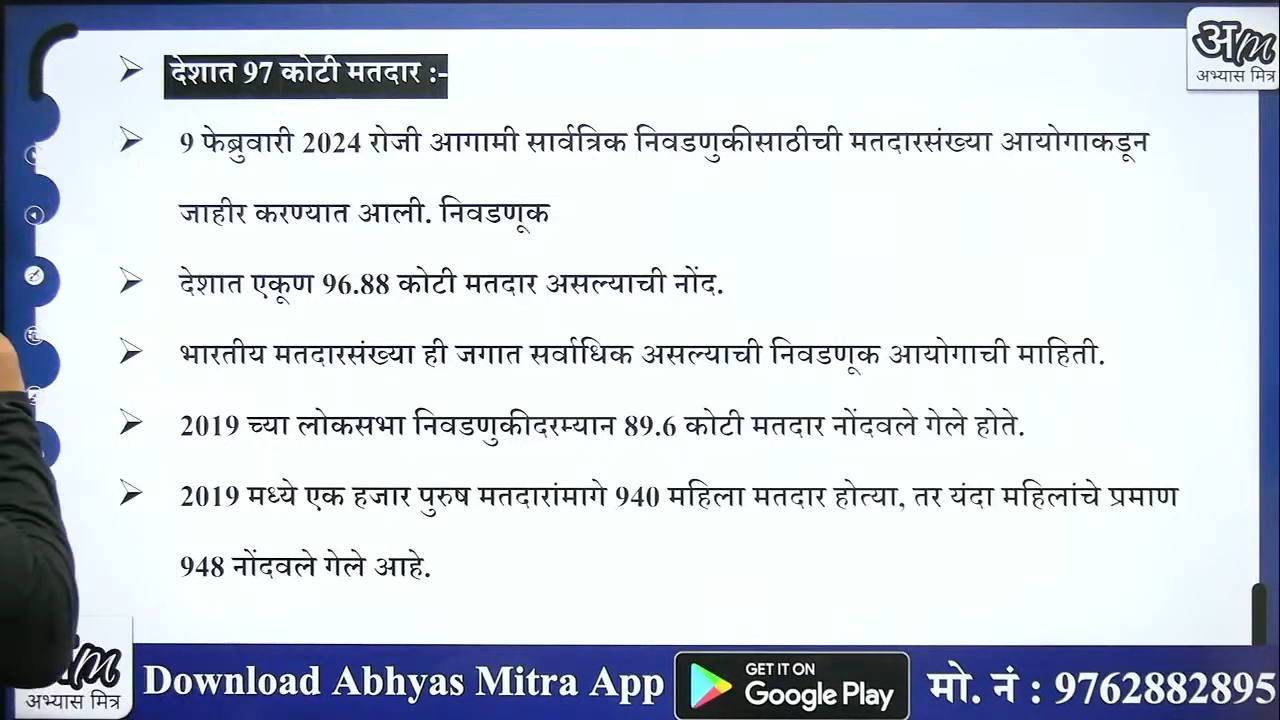 अm
अभ्यास मित्र
➢ देशात 97 कोटी मतदार :-
➢ 9 फेब्रुवारी 2024 रोजी आगामी सार्वत्रिक निवडणुकीसाठीची मतदारसंख्या आयोगाकडून
जाहीर करण्यात आली. निवडणूक
➢ देशात एकूण 96.88 कोटी मतदार असल्याची नोंद.
➢ भारतीय मतदारसंख्या ही जगात सर्वाधिक असल्याची निवडणूक आयोगाची माहिती.
➢ 2019 च्या लोकसभा निवडणुकीदरम्यान 89.6 कोटी मतदार नोंदवले गेले होते.
➢ 2019 मध्ये एक हजार पुरुष मतदारांमागे 940 महिला मतदार होत्या, तर यंदा महिलांचे प्रमाण
948 नोंदवले गेले आहे.
m
अभ्यास मित्र
Download Abhyas Mitra App
GET IT ON
Google Play
मो. नं : 9762882895